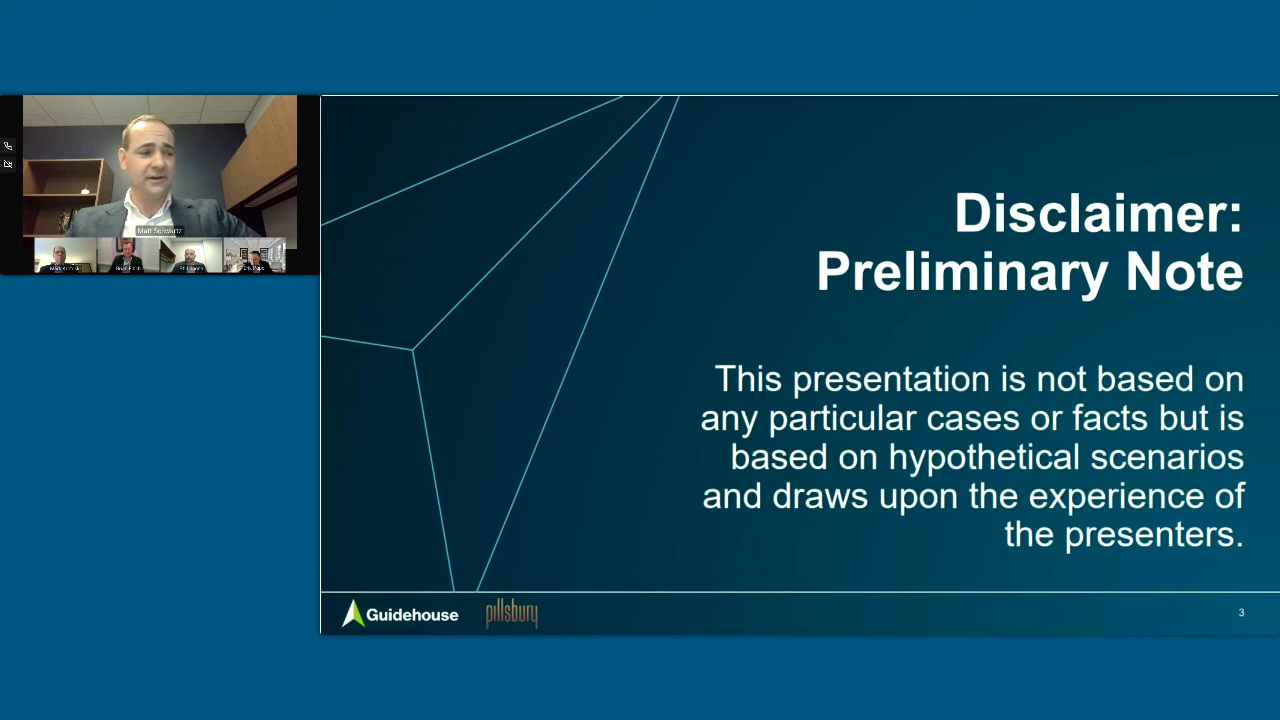 Matt Schwartz
Disclaimer:
Preliminary Note
This presentation is not based on
any particular cases or facts but is
based on hypothetical scenarios
and draws upon the experience of
the presenters.
Guidehouse
pillsbury
3